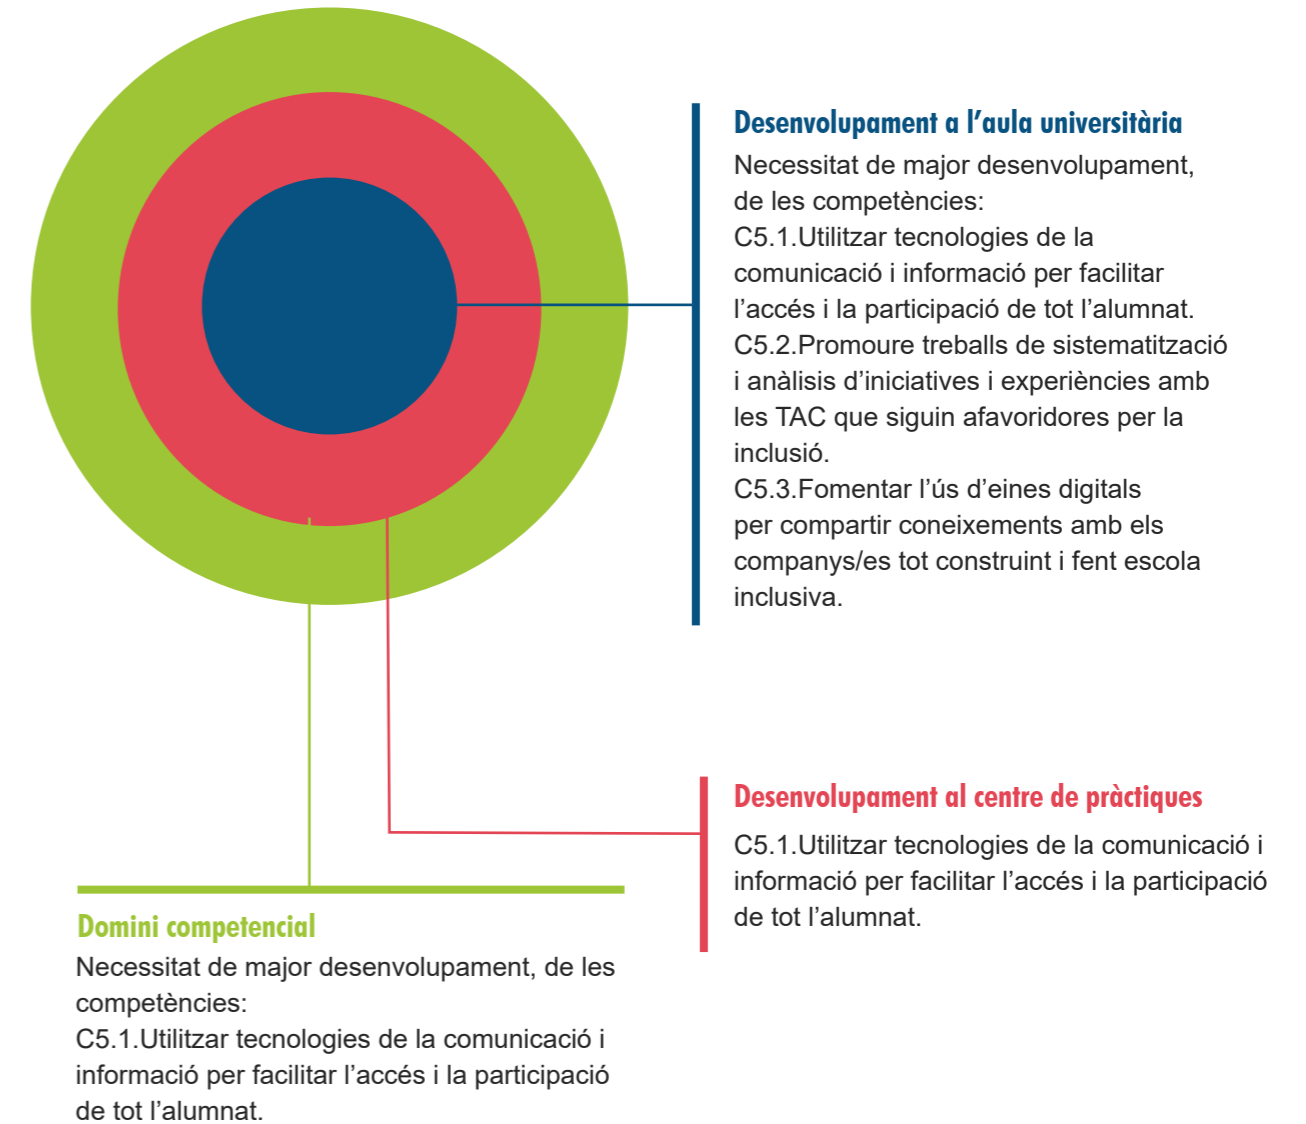 Desenvolupament a l’aula universitària
Necessitat de major desenvolupament,
de les competències:
C5.1.Utilitzar tecnologies de la
comunicació i informació per facilitar
l’accés i la participació de tot l’alumnat.
C5.2.Promoure treballs de sistematització
i anàlisis d’iniciatives i experiències amb
les TAC que siguin afavoridores per la
inclusió.
C5.3.Fomentar l’ús d’eines digitals
per compartir coneixements amb els
companys/es tot construint i fent escola
inclusiva.
Desenvolupament al centre de pràctiques
C5.1.Utilitzar tecnologies de la comunicació i
informació per facilitar l’accés i la participació
de tot l’alumnat.
Domini competencial
Necessitat de major desenvolupament, de les
competències:
C5.1.Utilitzar tecnologies de la comunicació i
informació per facilitar l’accés i la participació
de tot l’alumnat.